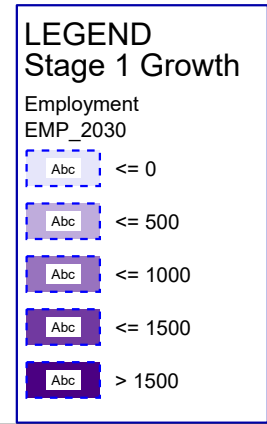 LEGEND
Stage 1 Growth
Employment
EMP_2030
Abc <= 0
Abc <= 500
Abc <= 1000
Abc <= 1500
Abc > 1500